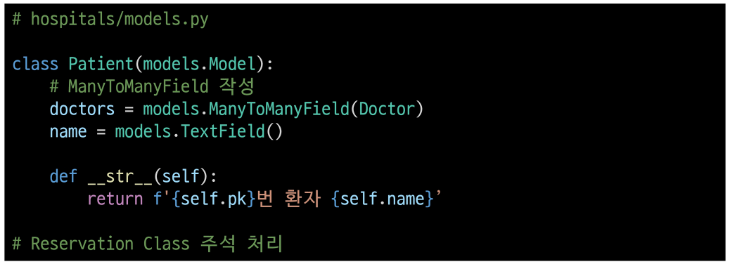 # hospitals/models.py
class Patient(models.Model):
# ManyToManyField 작성
doctors = models.ManyToManyField(Doctor)
name = models.TextField()
def __str__(self):
return f'{self.pk}번 환자 {self.name}’
# Reservation Class 주석 처리